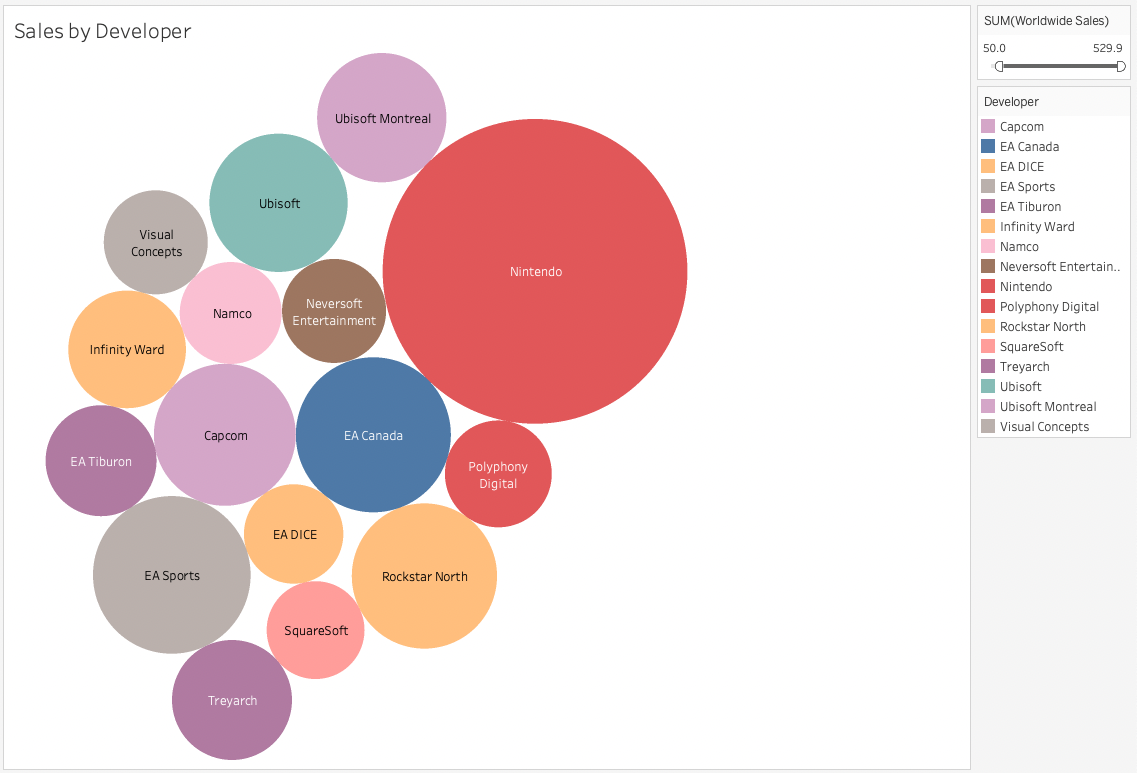 Sales by Developer
Ubisoft Montreal
Ubisoft
Visual
Concepts
Nintendo
Namco
Neversoft
Entertainment
Infinity Ward
Capcom
EA Canada
EA Tiburon
Polyphony
Digital
EA DICE
EA Sports
Rockstar North
SquareSoft
Treyarch
SUM(Worldwide Sales)
50.0 529.9
Developer
Capcom
EA Canada
EA DICE
EA Sports
EA Tiburon
Infinity Ward
Namco
Neversoft Entertain..
Nintendo
Polyphony Digital
Rockstar North
SquareSoft
Treyarch
Ubisoft
Ubisoft Montreal
Visual Concepts